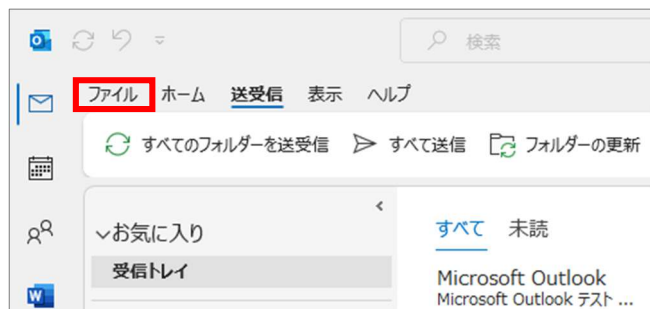 検索
ファイル ホーム 送受信 表示 ヘルプ
すべてのフォルダーを送受信 すべて送信 フォルダーの更新
お気に入り
受信トレイ
すべて 未読
Microsoft Outlook
Microsoft Outlook テスト ...